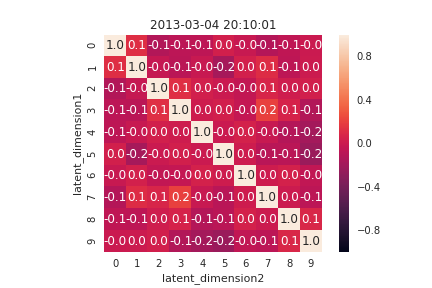 2013-03-04 20:10:01
latent_dimension1
0 1.0 0.1 -0.1 -0.1 -0.1 0.0 -0.0 -0.1 -0.1 -0.0
1 0.1 1.0 -0.0 -0.1 -0.0 -0.2 0.0 0.1 -0.1 0.0
2 -0.1 -0.0 1.0 0.1 0.0 -0.0 -0.0 0.1 0.0 0.0
3 -0.1 -0.1 0.1 1.0 0.0 0.0 -0.0 0.2 0.1 -0.1
4 -0.1 -0.0 0.0 0.0 1.0 -0.0 0.0 -0.0 -0.1 -0.2
5 0.0 -0.2 -0.0 0.0 -0.0 1.0 0.0 -0.1 -0.1 -0.2
6 -0.0 0.0 -0.0 -0.0 0.0 0.0 1.0 0.0 0.0 -0.0
7 -0.1 0.1 0.1 0.2 -0.0 -0.1 0.0 1.0 0.0 -0.1
8 -0.1 -0.1 0.0 0.1 -0.1 -0.1 0.0 0.0 1.0 0.1
9 -0.0 0.0 0.0 -0.1 -0.2 -0.2 -0.0 -0.1 0.1 1.0
0 1 2 3 4 5 6 7 8 9
latent_dimension2
0.8
0.4
0.0
-0.4
-0.8